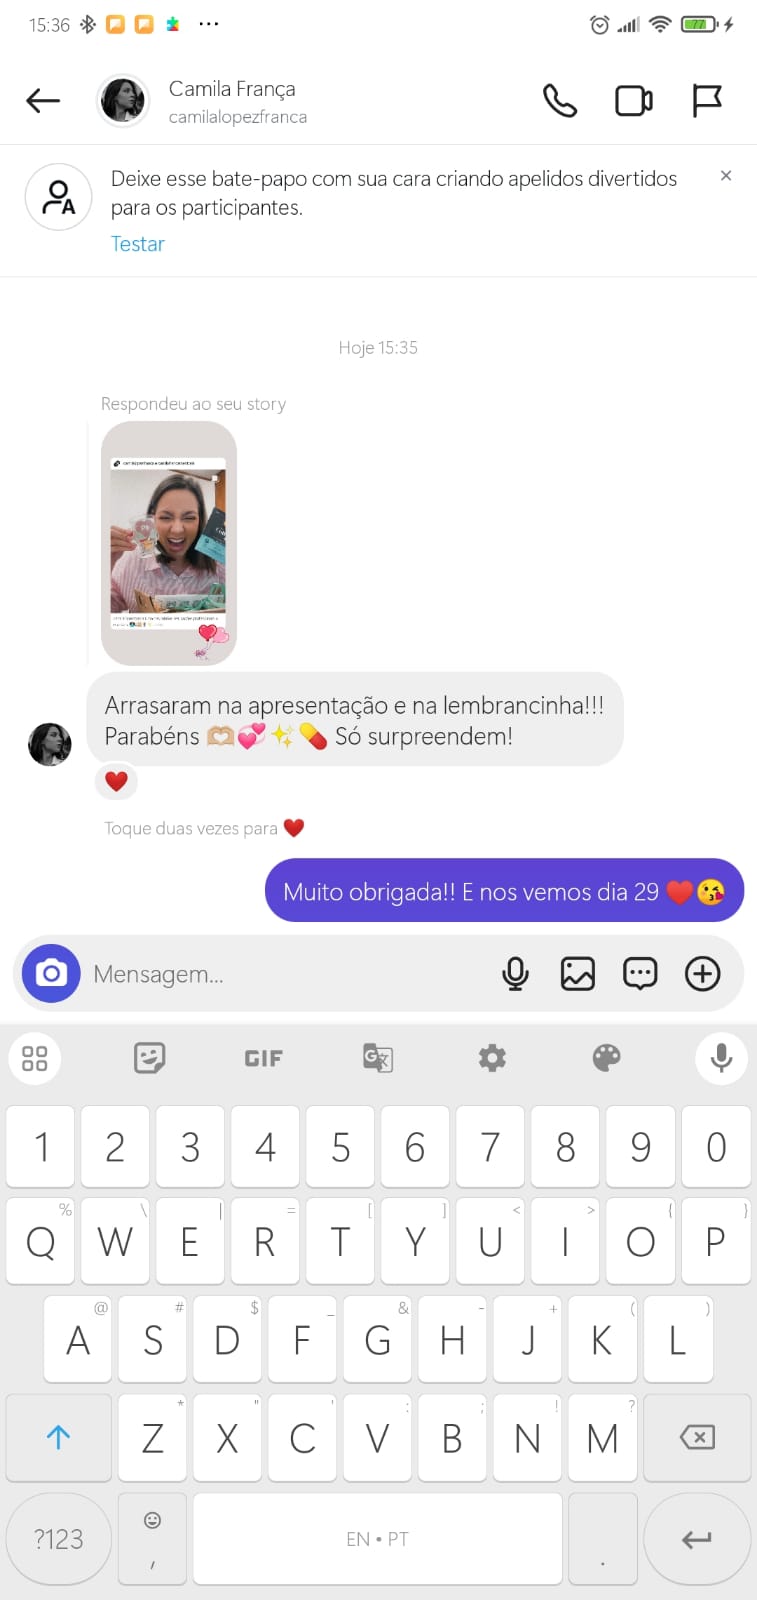 15:36
77
Camila França
camilalopezfranca
Deixe esse bate-papo com sua cara criando apelidos divertidos
para os participantes.
Testar
Hoje 15:35
Respondeu ao seu story
Arrasaram na apresentação e na lembrancinha!!!
Parabéns 🫶🏼💞✨💊 Só surpreendem!
❤️
Toque duas vezes para ❤️
Muito obrigada!! E nos vemos dia 29 ❤️😘
Mensagem...
GIF
1 2 3 4 5 6 7 8 9 0
% \ | = [ ] < > { }
Q W E R T Y U I O P
@ # $ _ & - + ( )
A S D F G H J K L
* " ' : ; ! ?
Z X C V B N M
?123 , EN • PT .